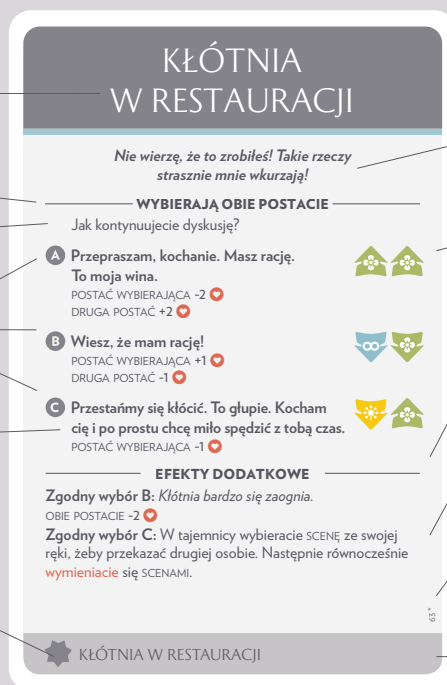 KŁÓTNIA
W RESTAURACJI
Nie wierzę, że to zrobiłeś! Takie rzeczy
strasznie mnie wkurzają!
WYBIERAJĄ OBIE POSTACIE
Jak kontynuujecie dyskusję?
A Przepraszam, kochanie. Masz rację.
To moja wina.
POSTAĆ WYBIERAJĄCA -2
DRUGA POSTAĆ +2
B Wiesz, że mam rację!
POSTAĆ WYBIERAJĄCA +1
DRUGA POSTAĆ -1
C Przestańmy się kłócić. To głupie. Kocham
cię i po prostu chcę miło spędzić z tobą czas.
POSTAĆ WYBIERAJĄCA -1
EFEKTY DODATKOWE
Zgodny wybór B: Kłótnia bardzo się zaognia.
OBIE POSTACIE -2
Zgodny wybór C: W tajemnicy wybieracie SCENĘ ze swojej
ręki, żeby przekazać drugiej osobie. Następnie równocześnie
wymieniacie się SCENAMI.
63*
KŁÓTNIA W RESTAURACJI